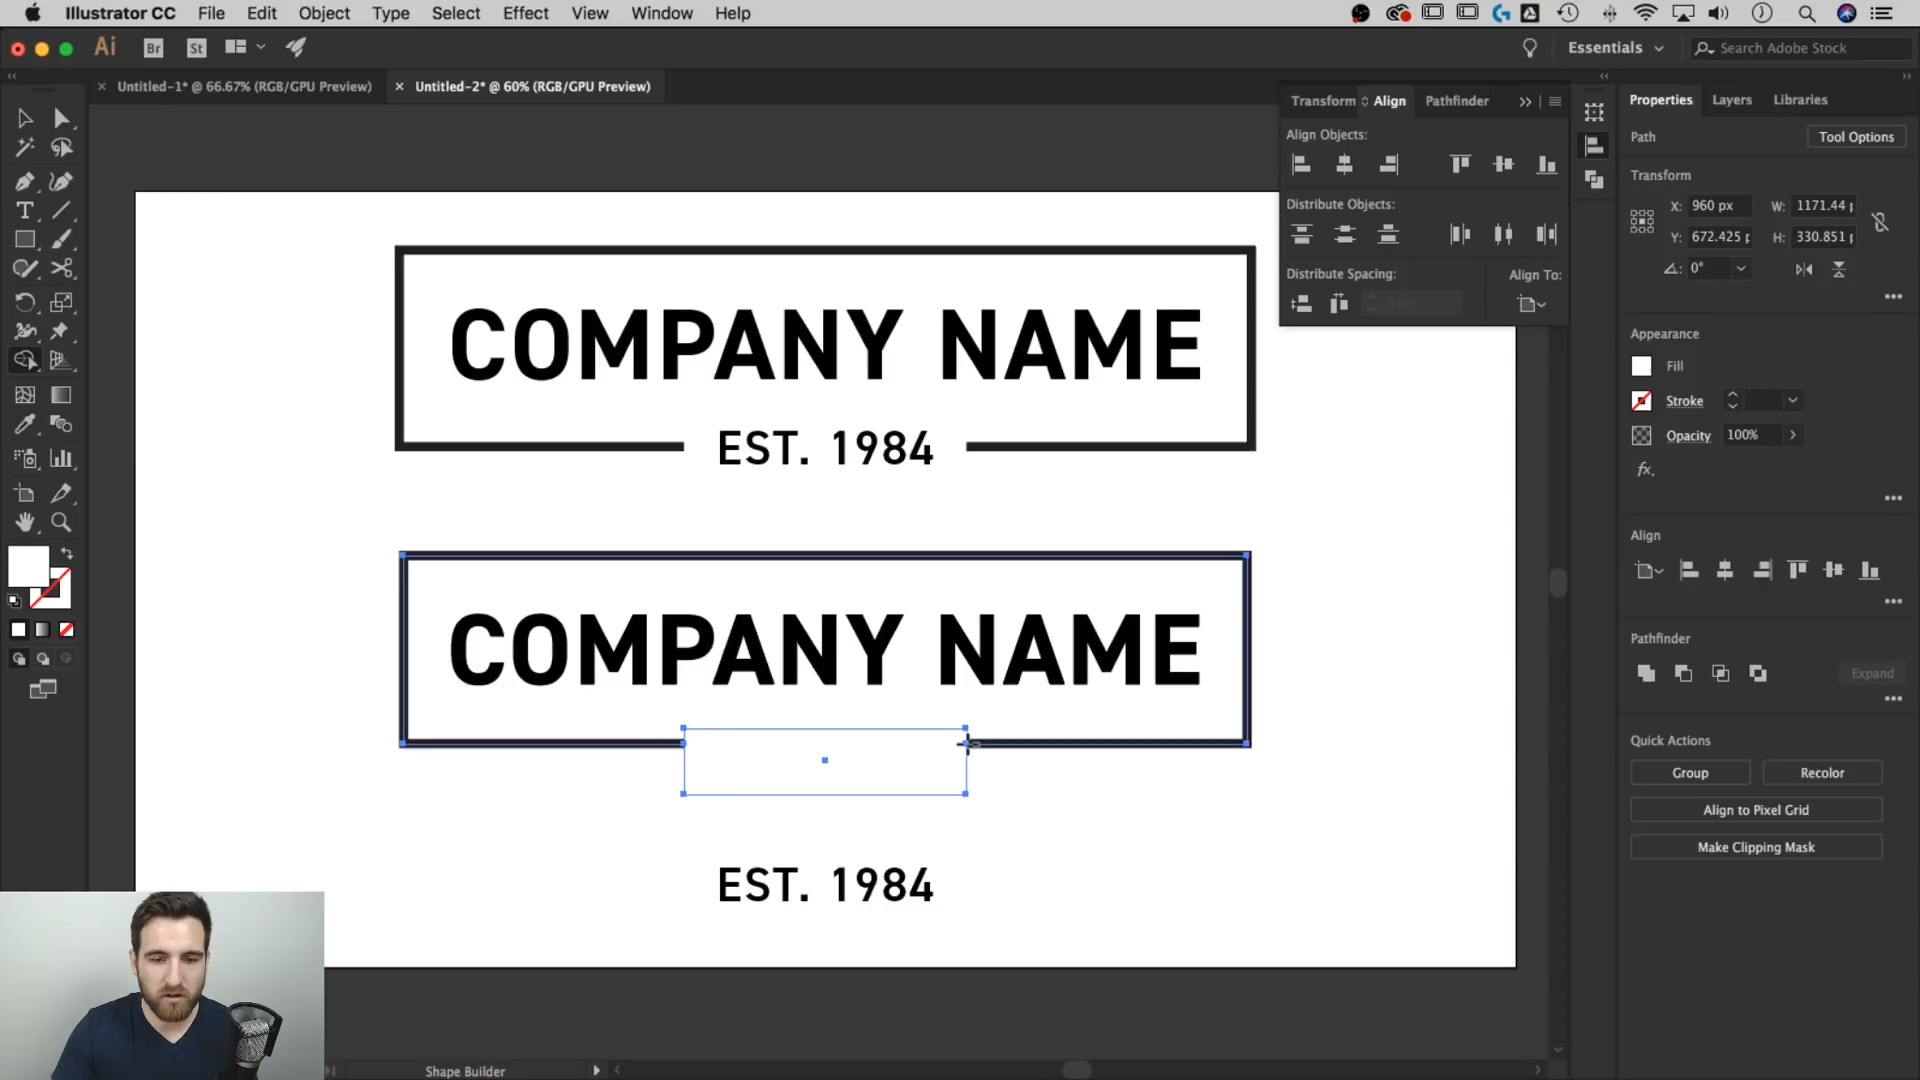 Illustrator CC File Edit Object Type Select Effect View Window Help
Ai Br St Essentials Search Adobe Stock
Untitled-1* @ 66.67% (RGB/GPU Preview) Untitled-2* @ 60% (RGB/GPU Preview)
Transform Align Pathfinder
Align Objects:
Distribute Objects:
Distribute Spacing: Align To:
Properties Layers Libraries
Path Tool Options
Transform
X: 960 px W: 1171.44
Y: 672.425 H: 330.851
0°
Appearance
Fill
Stroke
Opacity 100%
fx.
Align
Pathfinder
Expand
Quick Actions
Group Recolor
Align to Pixel Grid
Make Clipping Mask
COMPANY NAME
EST. 1984
COMPANY NAME
EST. 1984
Shape Builder